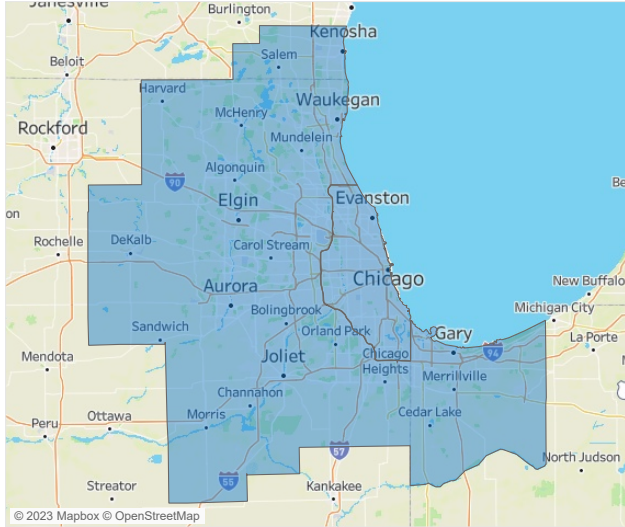 Janesville
Burlington
Kenosha
Beloit
Salem
Harvard
Waukegan
McHenry
Rockford
Mundelein
Algonquin
90
Be
Elgin
Evanston
on
DeKalb
Carol Stream
Rochelle
Chicago
New Buffalo
Aurora
Bolingbrook
Michigan City
Sandwich
Orland Park
Gary
La Porte
Mendota
Joliet
Chicago
Heights
94
Merrillville
Channahon
Morris
Cedar Lake
Ottawa
Peru
57
North Judson
55
Streator
Kankakee
© 2023 Mapbox © OpenStreetMap